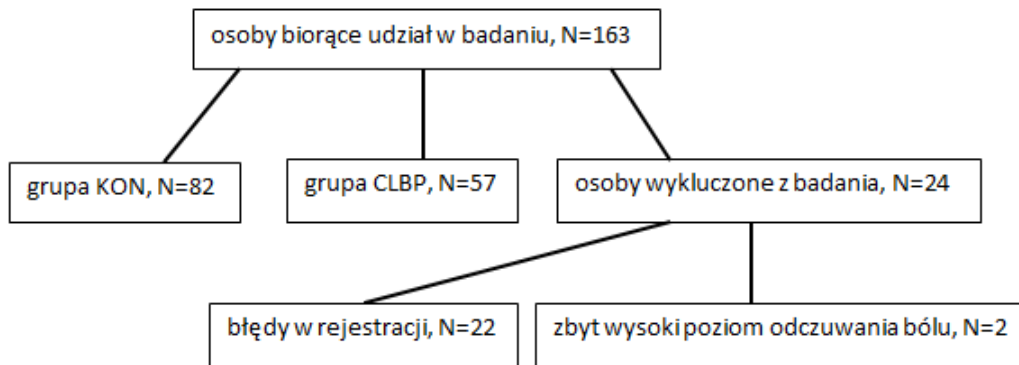 osoby biorące udział w badaniu, N=163
grupa KON, N=82
grupa CLBP, N=57
osoby wykluczone z badania, N=24
błędy w rejestracji, N=22
zbyt wysoki poziom odczuwania bólu, N=2